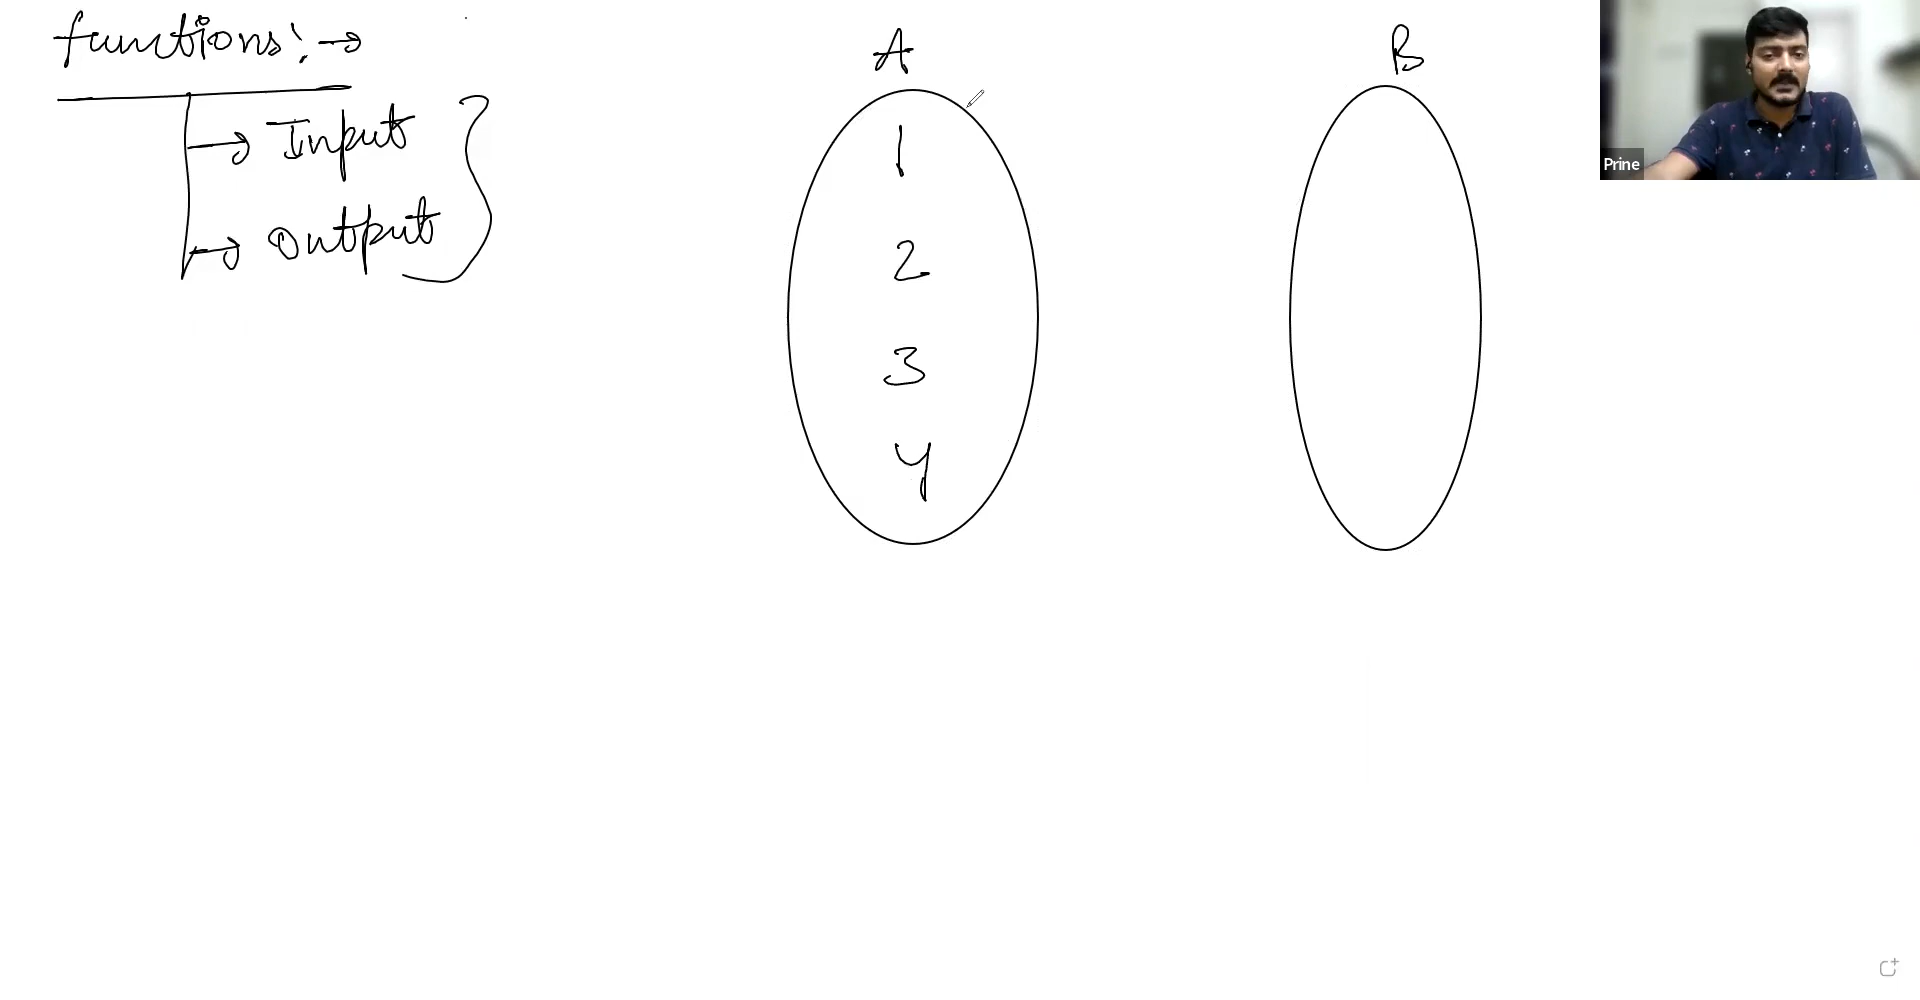 functions: →
→ Input
→ Output
A
1
2
3
4
B
Prine